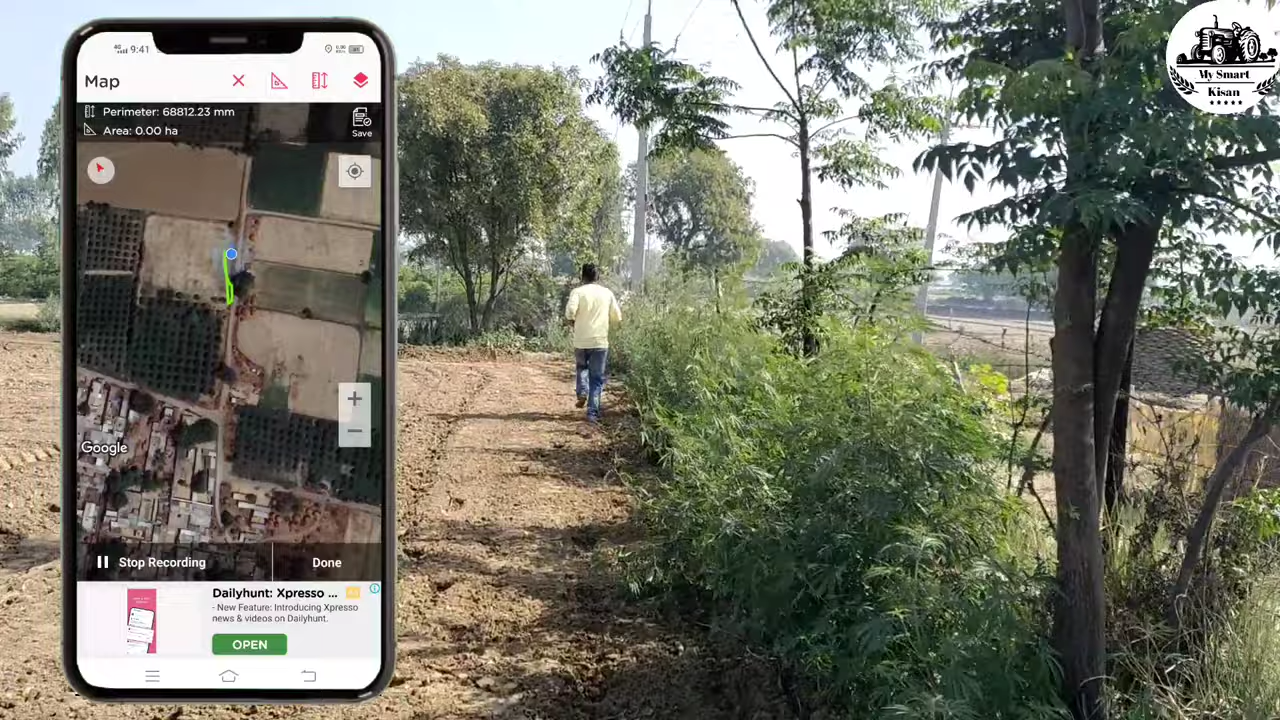 4G 9:41
Map
Perimeter: 68812.23 mm
Area: 0.00 ha
Save
Google
Stop Recording
Done
Dailyhunt: Xpresso ...
- New Feature: Introducing Xpresso
news & videos on Dailyhunt.
OPEN
My Smart
Kisan